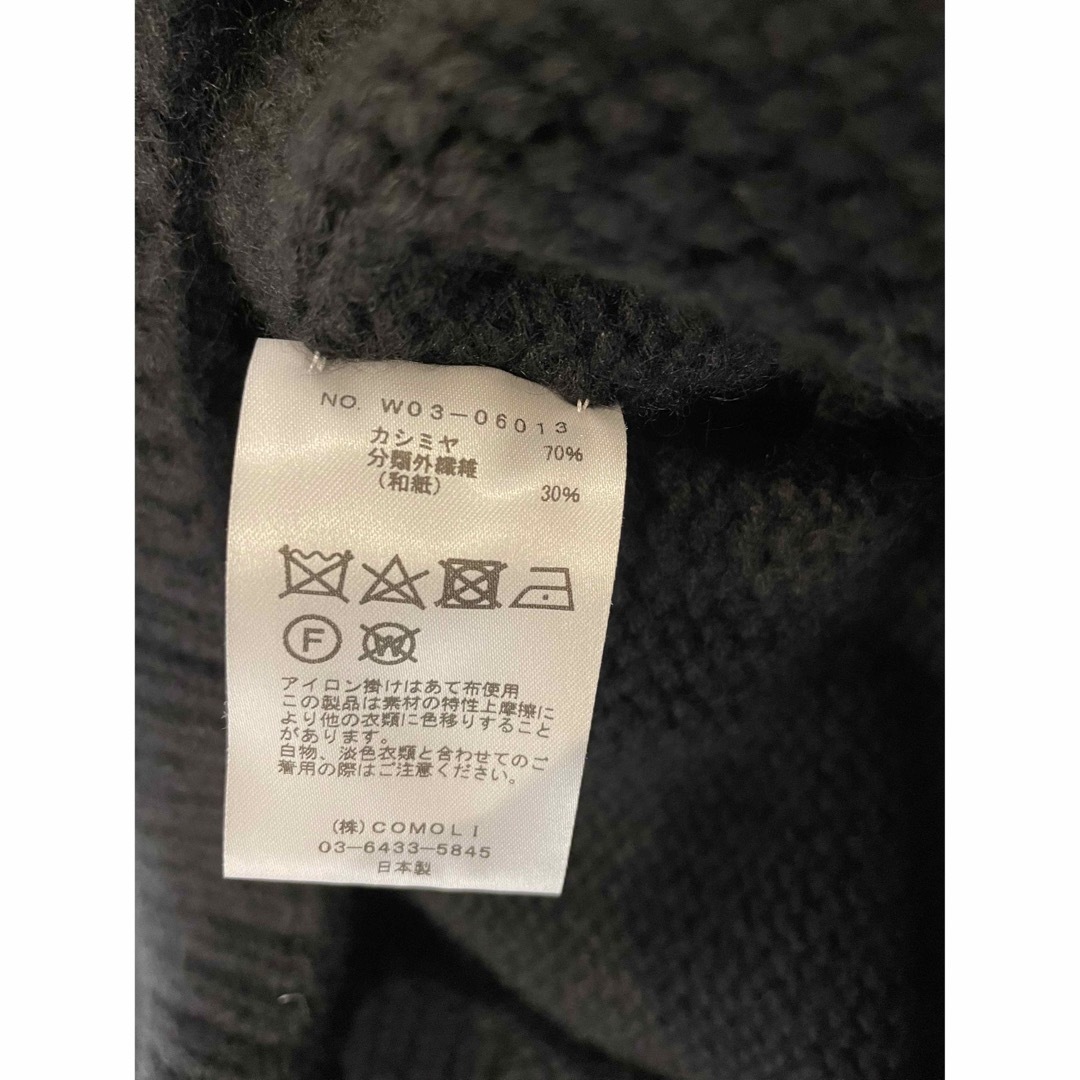 NO. W03-06013
カシミヤ 70%
分類外繊維
(和紙) 30%
F
W
アイロン掛けはあて布使用
この製品は素材の特性上摩擦に
より他の衣類に色移りすること
があります。
白物、淡色衣類と合わせてのご
着用の際はご注意ください。
(株)COMOLI
03-6433-5845
日本製